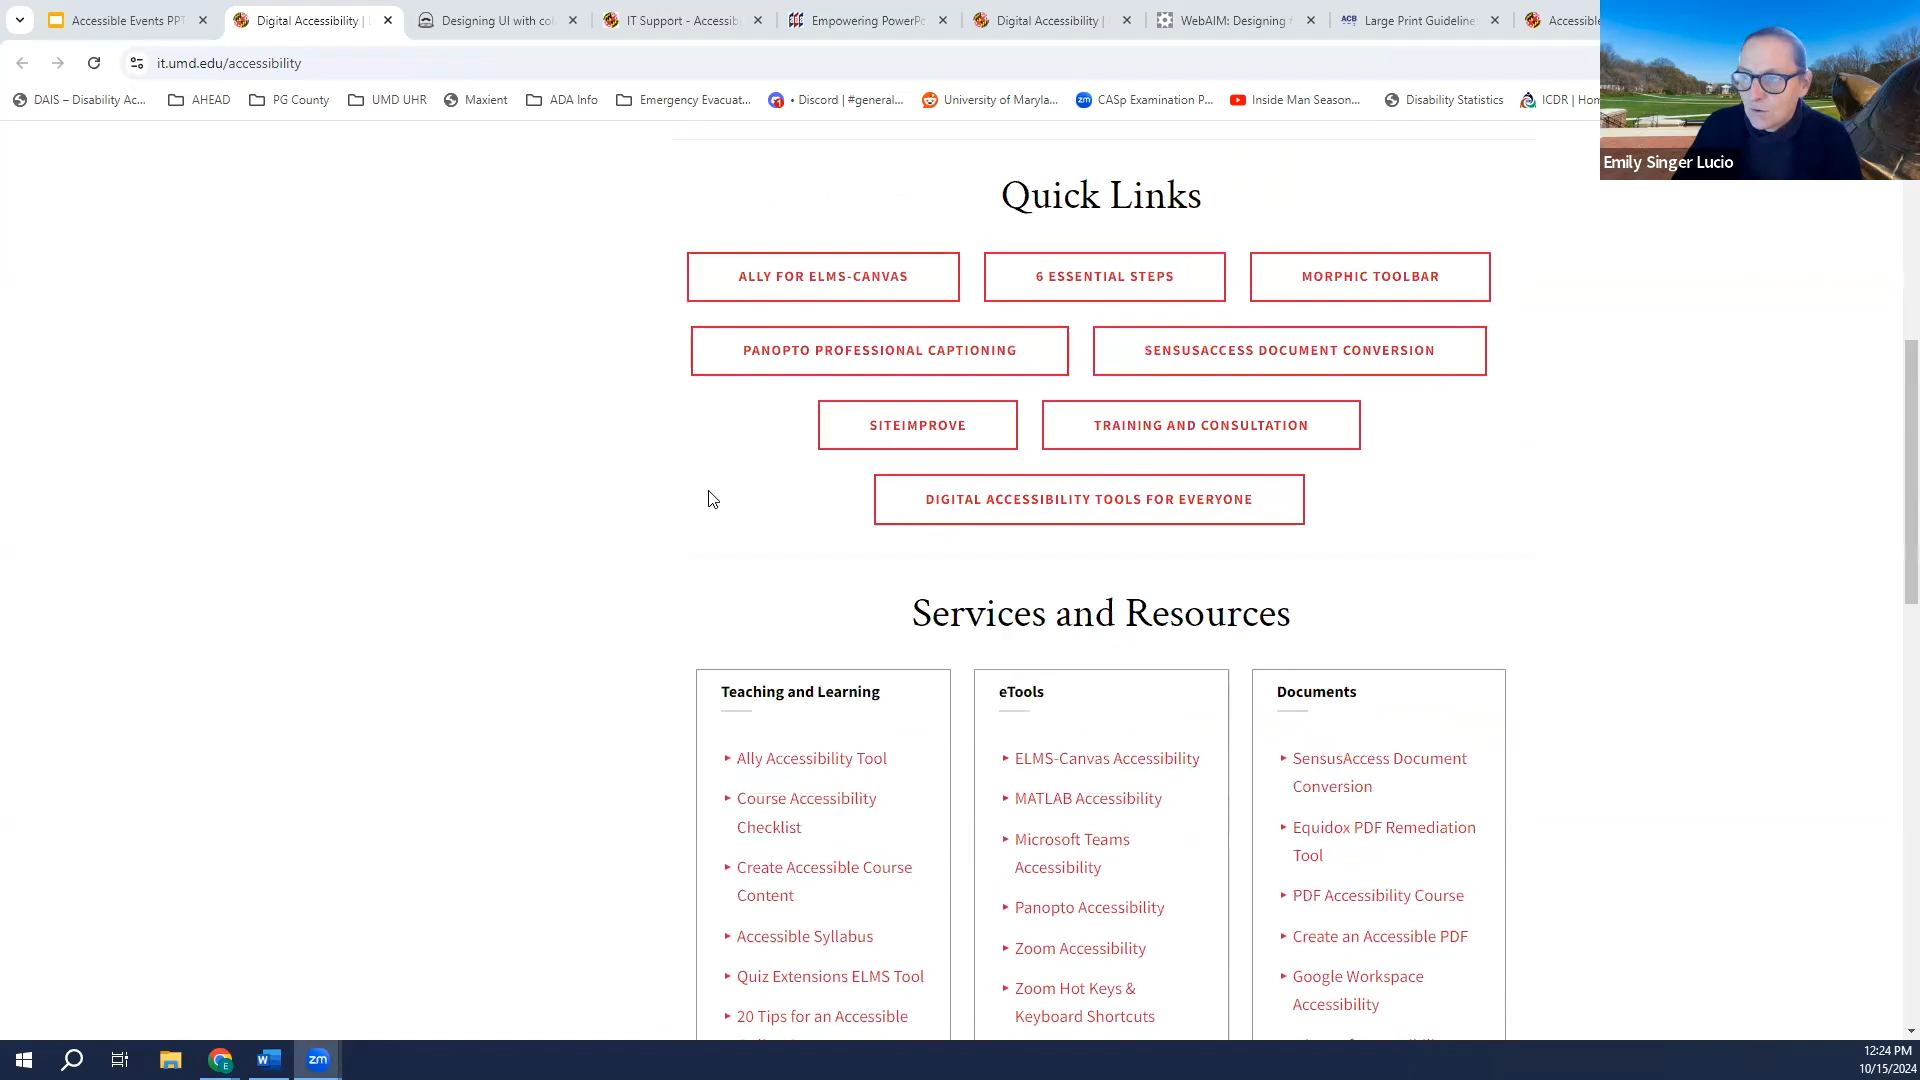 Accessible Events PPT
Digital Accessibility |
Designing UI with co
IT Support - Accessib
Empowering PowerPo
Digital Accessibility |
WebAIM: Designing
Large Print Guideline
Accessible
it.umd.edu/accessibility
DAIS – Disability Ac...
AHEAD
PG County
UMD UHR
Maxient
ADA Info
Emergency Evacuat...
• Discord | #general...
University of Maryla...
CASp Examination P...
Inside Man Season...
Disability Statistics
ICDR | Hon
Emily Singer Lucio
Quick Links
ALLY FOR ELMS-CANVAS
6 ESSENTIAL STEPS
MORPHIC TOOLBAR
PANOPTO PROFESSIONAL CAPTIONING
SENSUSACCESS DOCUMENT CONVERSION
SITEIMPROVE
TRAINING AND CONSULTATION
DIGITAL ACCESSIBILITY TOOLS FOR EVERYONE
Services and Resources
Teaching and Learning
Ally Accessibility Tool
Course Accessibility
Checklist
Create Accessible Course
Content
Accessible Syllabus
Quiz Extensions ELMS Tool
20 Tips for an Accessible
eTools
ELMS-Canvas Accessibility
MATLAB Accessibility
Microsoft Teams
Accessibility
Panopto Accessibility
Zoom Accessibility
Zoom Hot Keys &
Keyboard Shortcuts
Documents
SensusAccess Document
Conversion
Equidox PDF Remediation
Tool
PDF Accessibility Course
Create an Accessible PDF
Google Workspace
Accessibility
12:24 PM
10/15/2024